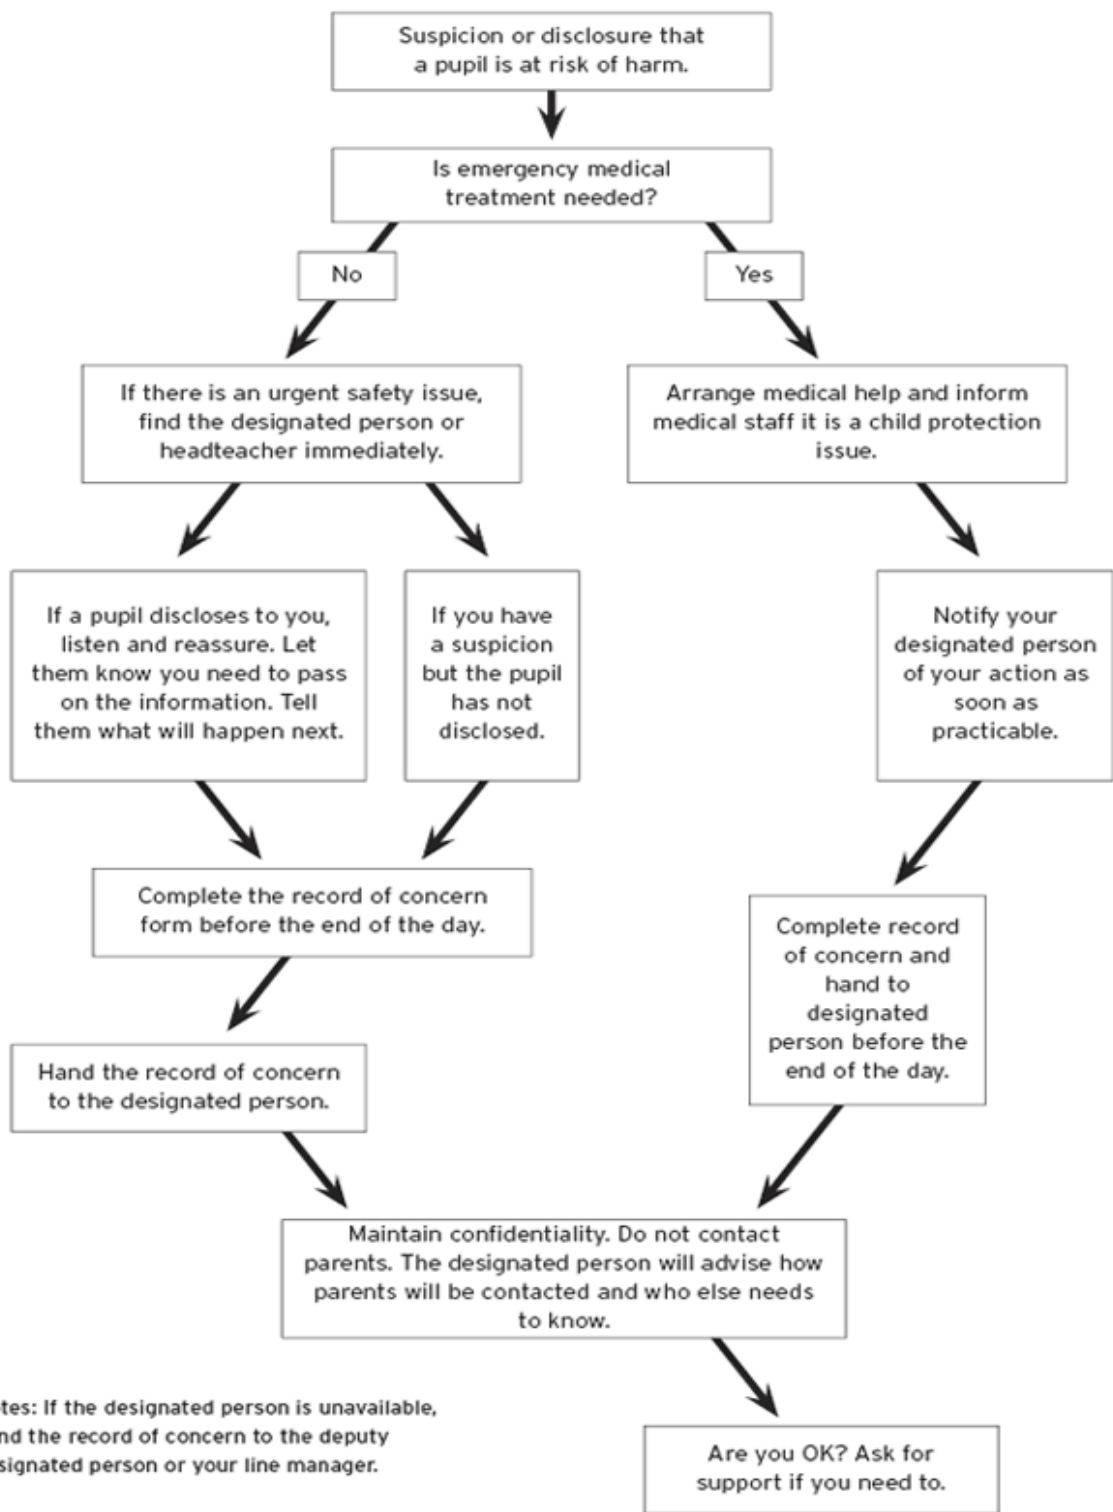 Suspicion or disclosure that
a pupil is at risk of harm.
Is emergency medical
treatment needed?
No
Yes
If there is an urgent safety issue,
find the designated person or
headteacher immediately.
Arrange medical help and inform
medical staff it is a child protection
issue.
If a pupil discloses to you,
listen and reassure. Let
them know you need to pass
on the information. Tell
them what will happen next.
If you have
a suspicion
but the pupil
has not
disclosed.
Notify your
designated person
of your action as
soon as
practicable.
Complete the record of concern
form before the end of the day.
Complete record
of concern and
hand to
designated
person before the
end of the day.
Hand the record of concern
to the designated person.
Maintain confidentiality. Do not contact
parents. The designated person will advise how
parents will be contacted and who else needs
to know.
If the designated person is unavailable,
the record of concern to the deputy
person or your line manager.
Are you OK? Ask for
support if you need to.